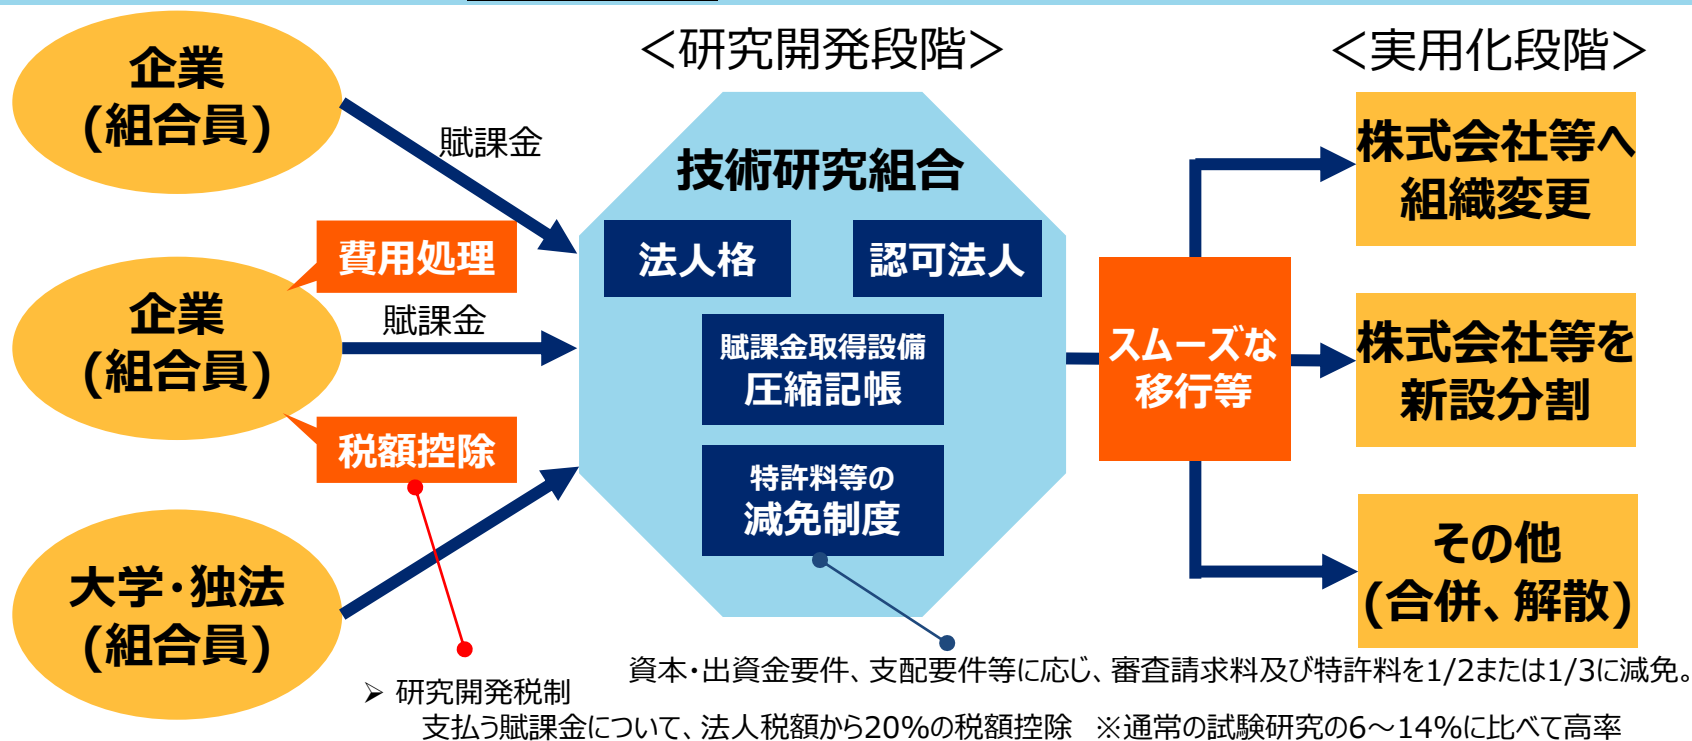 企業
(組合員)
賦課金
費用処理
企業
(組合員)
賦課金
税額控除
大学・独法
(組合員)
＜研究開発段階＞
技術研究組合
法人格
認可法人
賦課金取得設備
圧縮記帳
特許料等の
減免制度
スムーズな
移行等
＜実用化段階＞
株式会社等へ
組織変更
株式会社等を
新設分割
その他
(合併、解散)
資本・出資金要件、支配要件等に応じ、審査請求料及び特許料を1/2または1/3に減免。
➢ 研究開発税制
支払う賦課金について、法人税額から20%の税額控除 ※通常の試験研究の6～14%に比べて高率